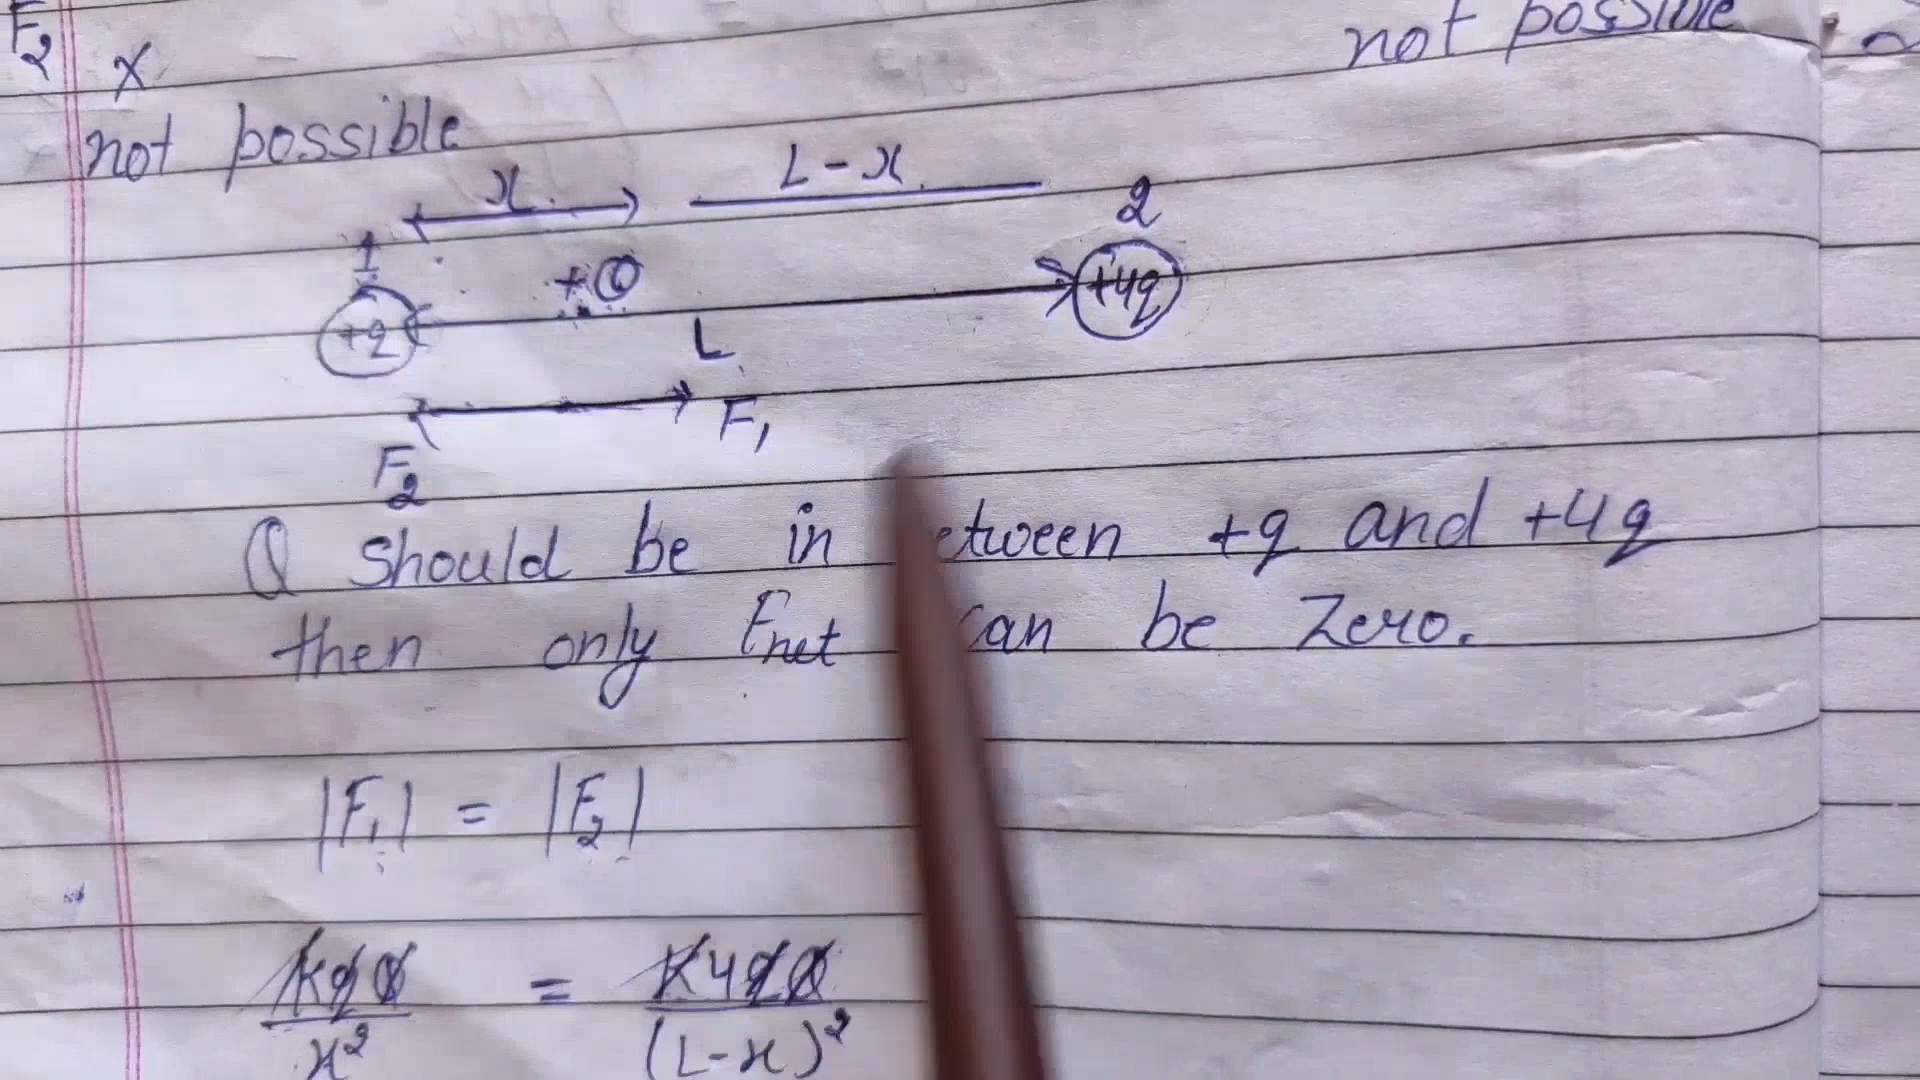 F2
x
not possible
not possible
x
L-x
1
+Q
2
+q
+4q
L
F2
F1
Q should be in etween +q and +4q
then only Fnet can be zero.
|F1| = |F2|
kqQ = k4qQ
x² (L-x)²